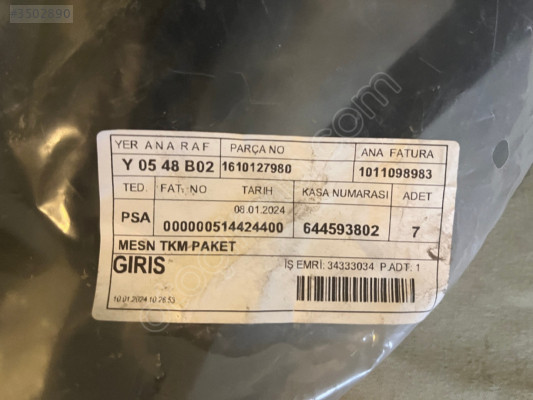 #3502890
YER ANA RAF PARÇA NO ANA FATURA
Y 05 48 B02 1610127980 1011098983
TED. FAT. NO TARIH KASA NUMARASI ADET
08.01.2024
PSA 000000514424400 644593802 7
MESN TKM-PAKET
GIRIS İŞ EMRİ: 34333034 P.ADT. 1
10.01.2024 10:26:53